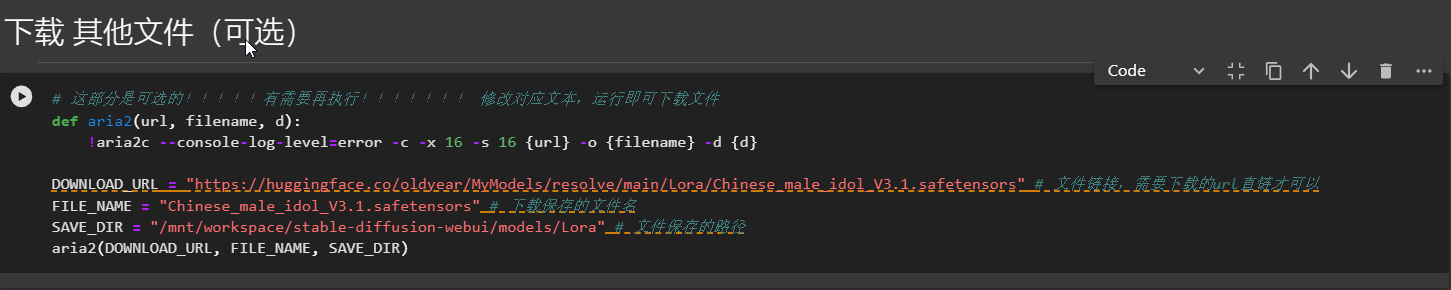 下载 其他文件（可选）
Code
# 这部分是可选的！！！！！有需要再执行！！！！！！！ 修改对应文本，运行即可下载文件
def aria2(url, filename, d):
!aria2c --console-log-level=error -c -x 16 -s 16 {url} -o {filename} -d {d}
DOWNLOAD_URL = "https://huggingface.co/oldyear/MyModels/resolve/main/Lora/Chinese_male_idol_V3.1.safetensors" # 文件链接，需要下载的url直链才可以
FILE_NAME = "Chinese_male_idol_V3.1.safetensors" # 下载保存的文件名
SAVE_DIR = "/mnt/workspace/stable-diffusion-webui/models/Lora" # 文件保存的路径
aria2(DOWNLOAD_URL, FILE_NAME, SAVE_DIR)